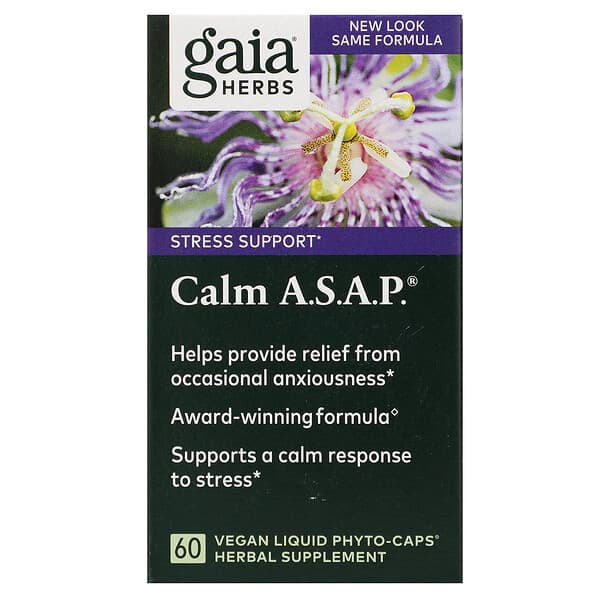 gaia®
HERBS
NEW LOOK
SAME FORMULA
STRESS SUPPORT*
Calm A.S.A.P.®
Helps provide relief from
occasional anxiousness*
Award-winning formula◊
Supports a calm response
to stress*
60 VEGAN LIQUID PHYTO-CAPS®
HERBAL SUPPLEMENT